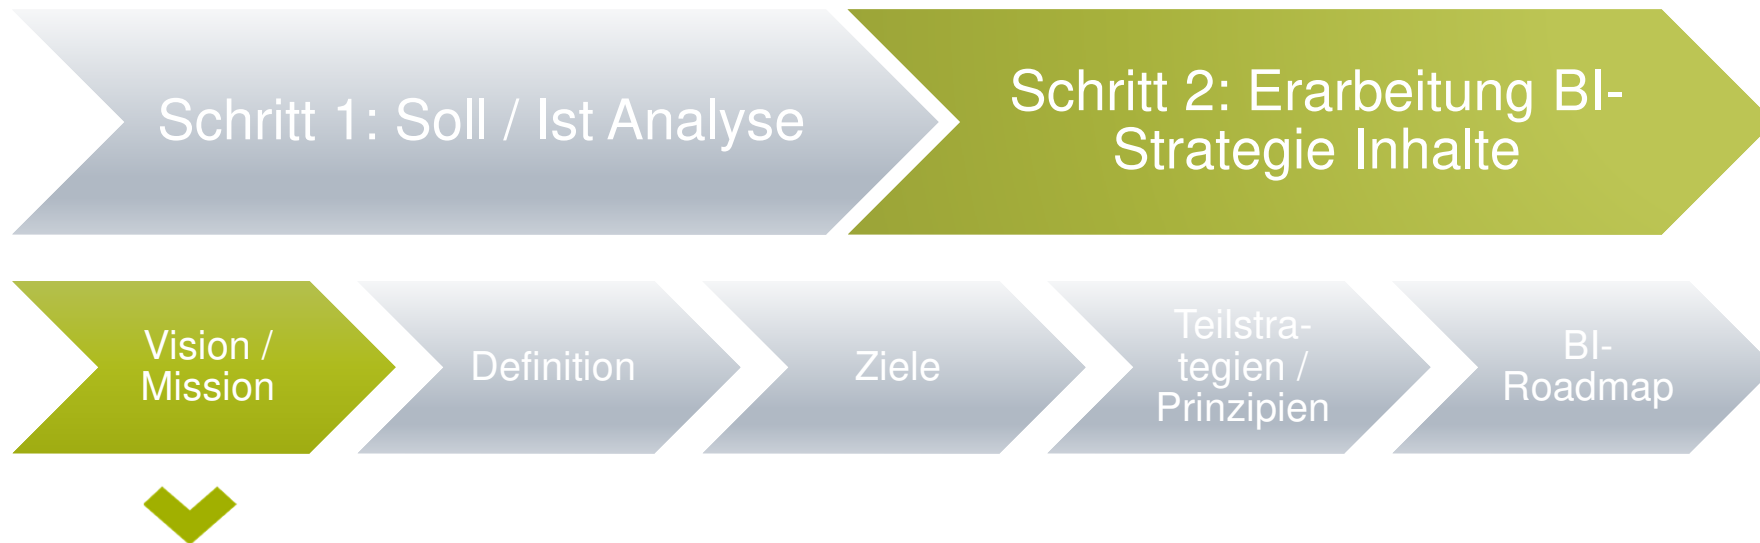 Schritt 1: Soll / Ist Analyse
Schritt 2: Erarbeitung BI-
Strategie Inhalte
Vision /
Mission
Definition
Ziele
Teilstra-
tegien /
Prinzipien
BI-
Roadmap